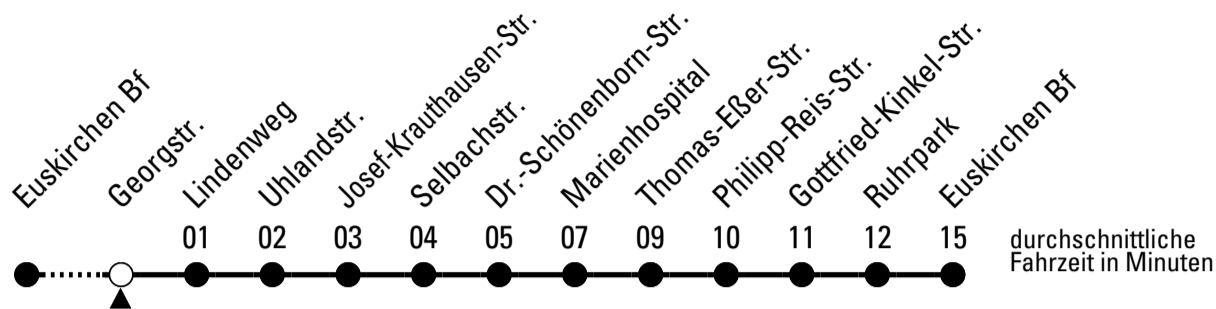 Euskirchen Bf
Georgstr.
Lindenweg
Uhlandstr.
Josef-Krauthausen-Str.
Selbachstr.
Dr.-Schönenborn-Str.
Marienhospital
Thomas-Eßer-Str.
Philipp-Reis-Str.
Gottfried-Kinkel-Str.
Ruhrpark
Euskirchen Bf
01 02 03 04 05 07 09 10 11 12 15
durchschnittliche
Fahrzeit in Minuten